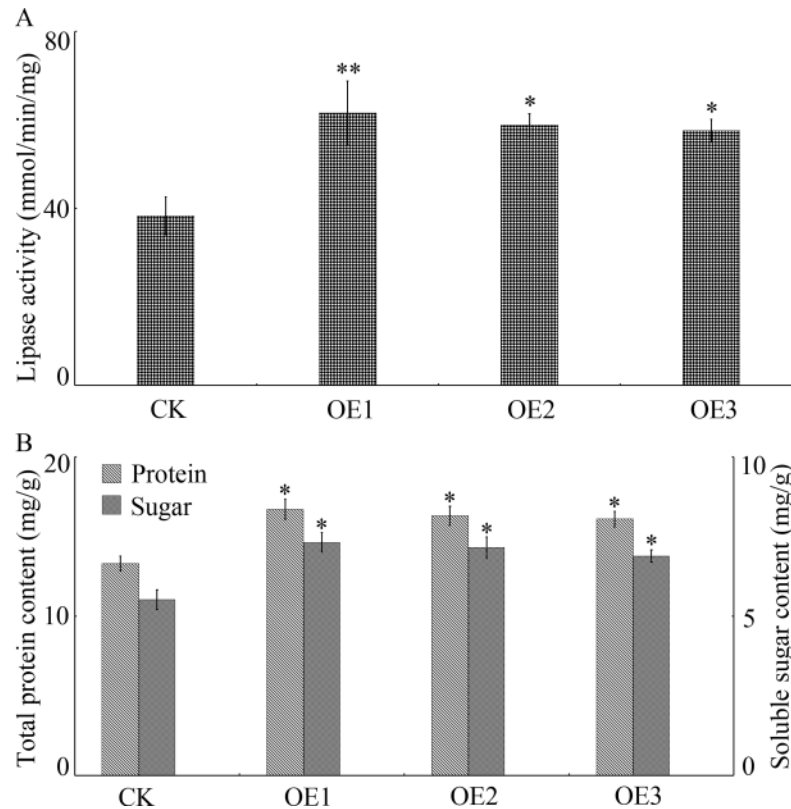 A
Lipase activity (mmol/min/mg)
80
40
0
**
*
*
CK OE1 OE2 OE3
B
Total protein content (mg/g)
20
10
0
Protein
Sugar
* * *
* * *
10
5
0
Soluble sugar content (mg/g)
CK OE1 OE2 OE3